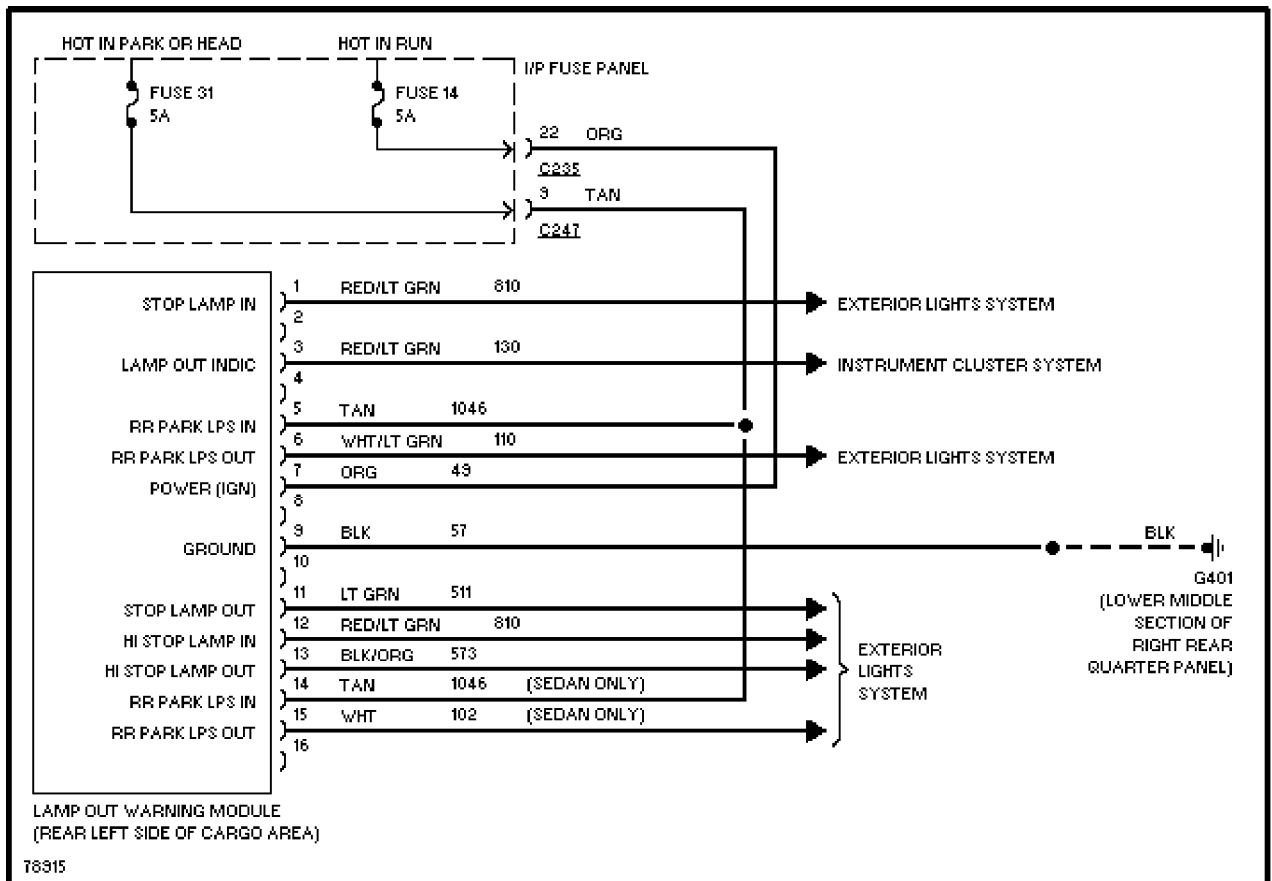 HOT IN PARK OR HEAD HOT IN RUN
I/P FUSE PANEL
FUSE 31 FUSE 14
5A 5A
22 ORG
C235
9 TAN
C247
1 RED/LT GRN 810
STOP LAMP IN EXTERIOR LIGHTS SYSTEM
2
3 RED/LT GRN 130
LAMP OUT INDIC INSTRUMENT CLUSTER SYSTEM
4
5 TAN 1046
RR PARK LPS IN
6 WHT/LT GRN 110
RR PARK LPS OUT EXTERIOR LIGHTS SYSTEM
7 ORG 49
POWER (IGN)
8
9 BLK 57 BLK
GROUND
10
G401
(LOWER MIDDLE
SECTION OF
RIGHT REAR
QUARTER PANEL)
11 LT GRN 511
STOP LAMP OUT
12 RED/LT GRN 810
HI STOP LAMP IN
13 BLK/ORG 573
HI STOP LAMP OUT
14 TAN 1046 (SEDAN ONLY)
RR PARK LPS IN
15 WHT 102 (SEDAN ONLY)
RR PARK LPS OUT
16
EXTERIOR
LIGHTS
SYSTEM
LAMP OUT WARNING MODULE
(REAR LEFT SIDE OF CARGO AREA)
78915